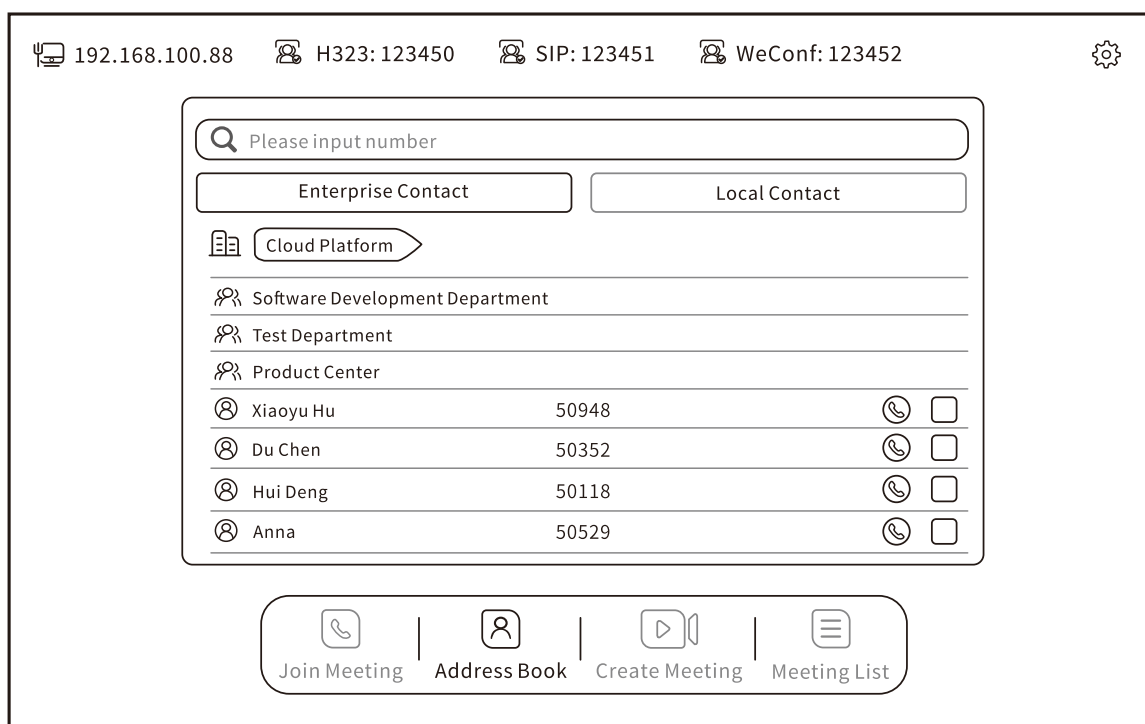 192.168.100.88 H323: 123450 SIP: 123451 WeConf: 123452
Please input number
Enterprise Contact Local Contact
Cloud Platform
Software Development Department
Test Department
Product Center
Xiaoyu Hu 50948
Du Chen 50352
Hui Deng 50118
Anna 50529
Join Meeting Address Book Create Meeting Meeting List